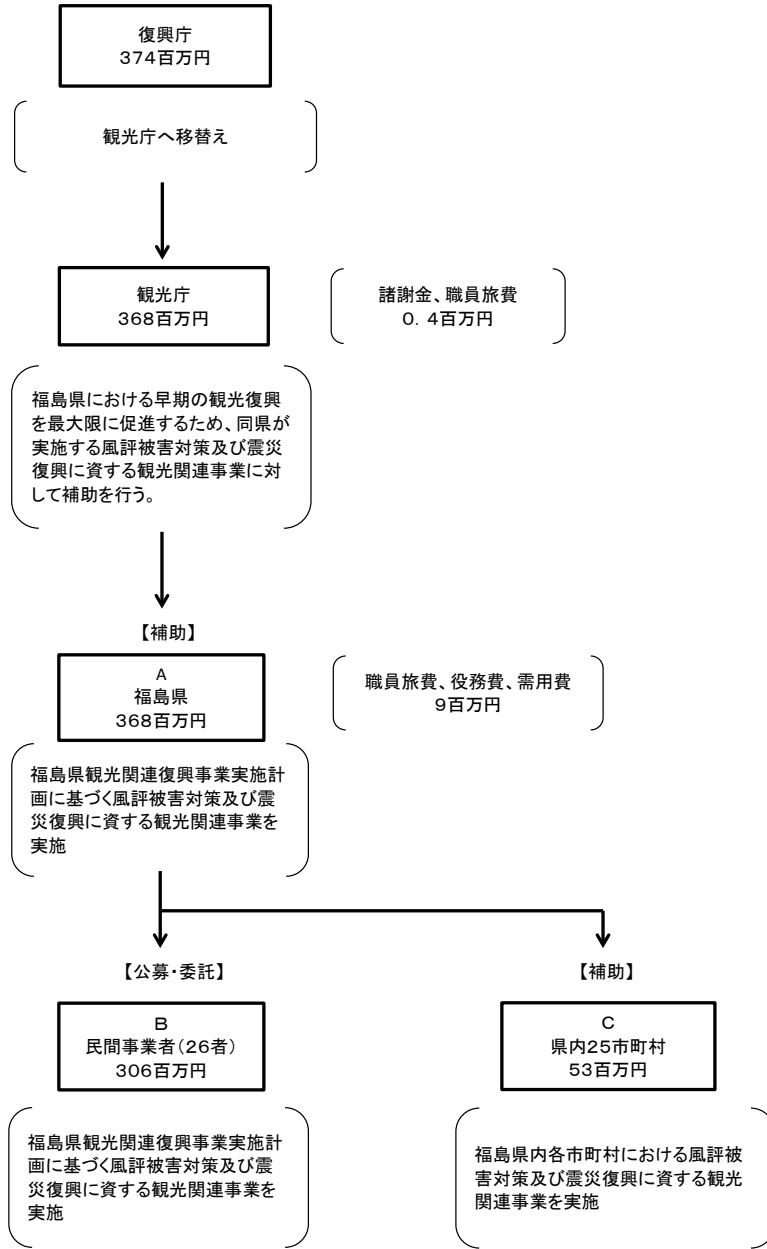 復興庁
374百万円
観光庁へ移替え
観光庁
368百万円
諸謝金、職員旅費
0.4百万円
福島県における早期の観光復興
を最大限に促進するため、同県が
実施する風評被害対策及び震災
復興に資する観光関連事業に対
して補助を行う。
【補助】
A
福島県
368百万円
職員旅費、役務費、需用費
9百万円
福島県観光関連復興事業実施計
画に基づく風評被害対策及び震
災復興に資する観光関連事業を
実施
【公募・委託】
B
民間事業者(26者)
306百万円
福島県観光関連復興事業実施計
画に基づく風評被害対策及び震
災復興に資する観光関連事業を
実施
【補助】
C
県内25市町村
53百万円
福島県内各市町村における風評被
害対策及び震災復興に資する観光
関連事業を実施